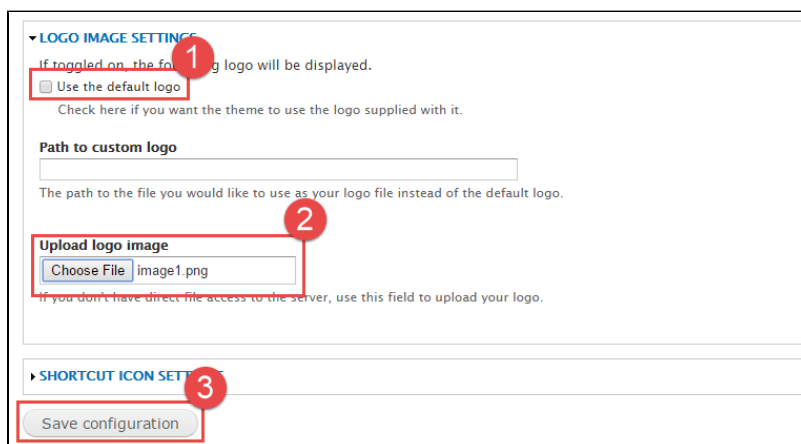 LOGO IMAGE SETTINGS
1
If toggled on, the following logo will be displayed.
Use the default logo
Check here if you want the theme to use the logo supplied with it.
Path to custom logo
The path to the file you would like to use as your logo file instead of the default logo.
2
Upload logo image
Choose File image1.png
If you don't have direct file access to the server, use this field to upload your logo.
SHORTCUT ICON SETTINGS
3
Save configuration